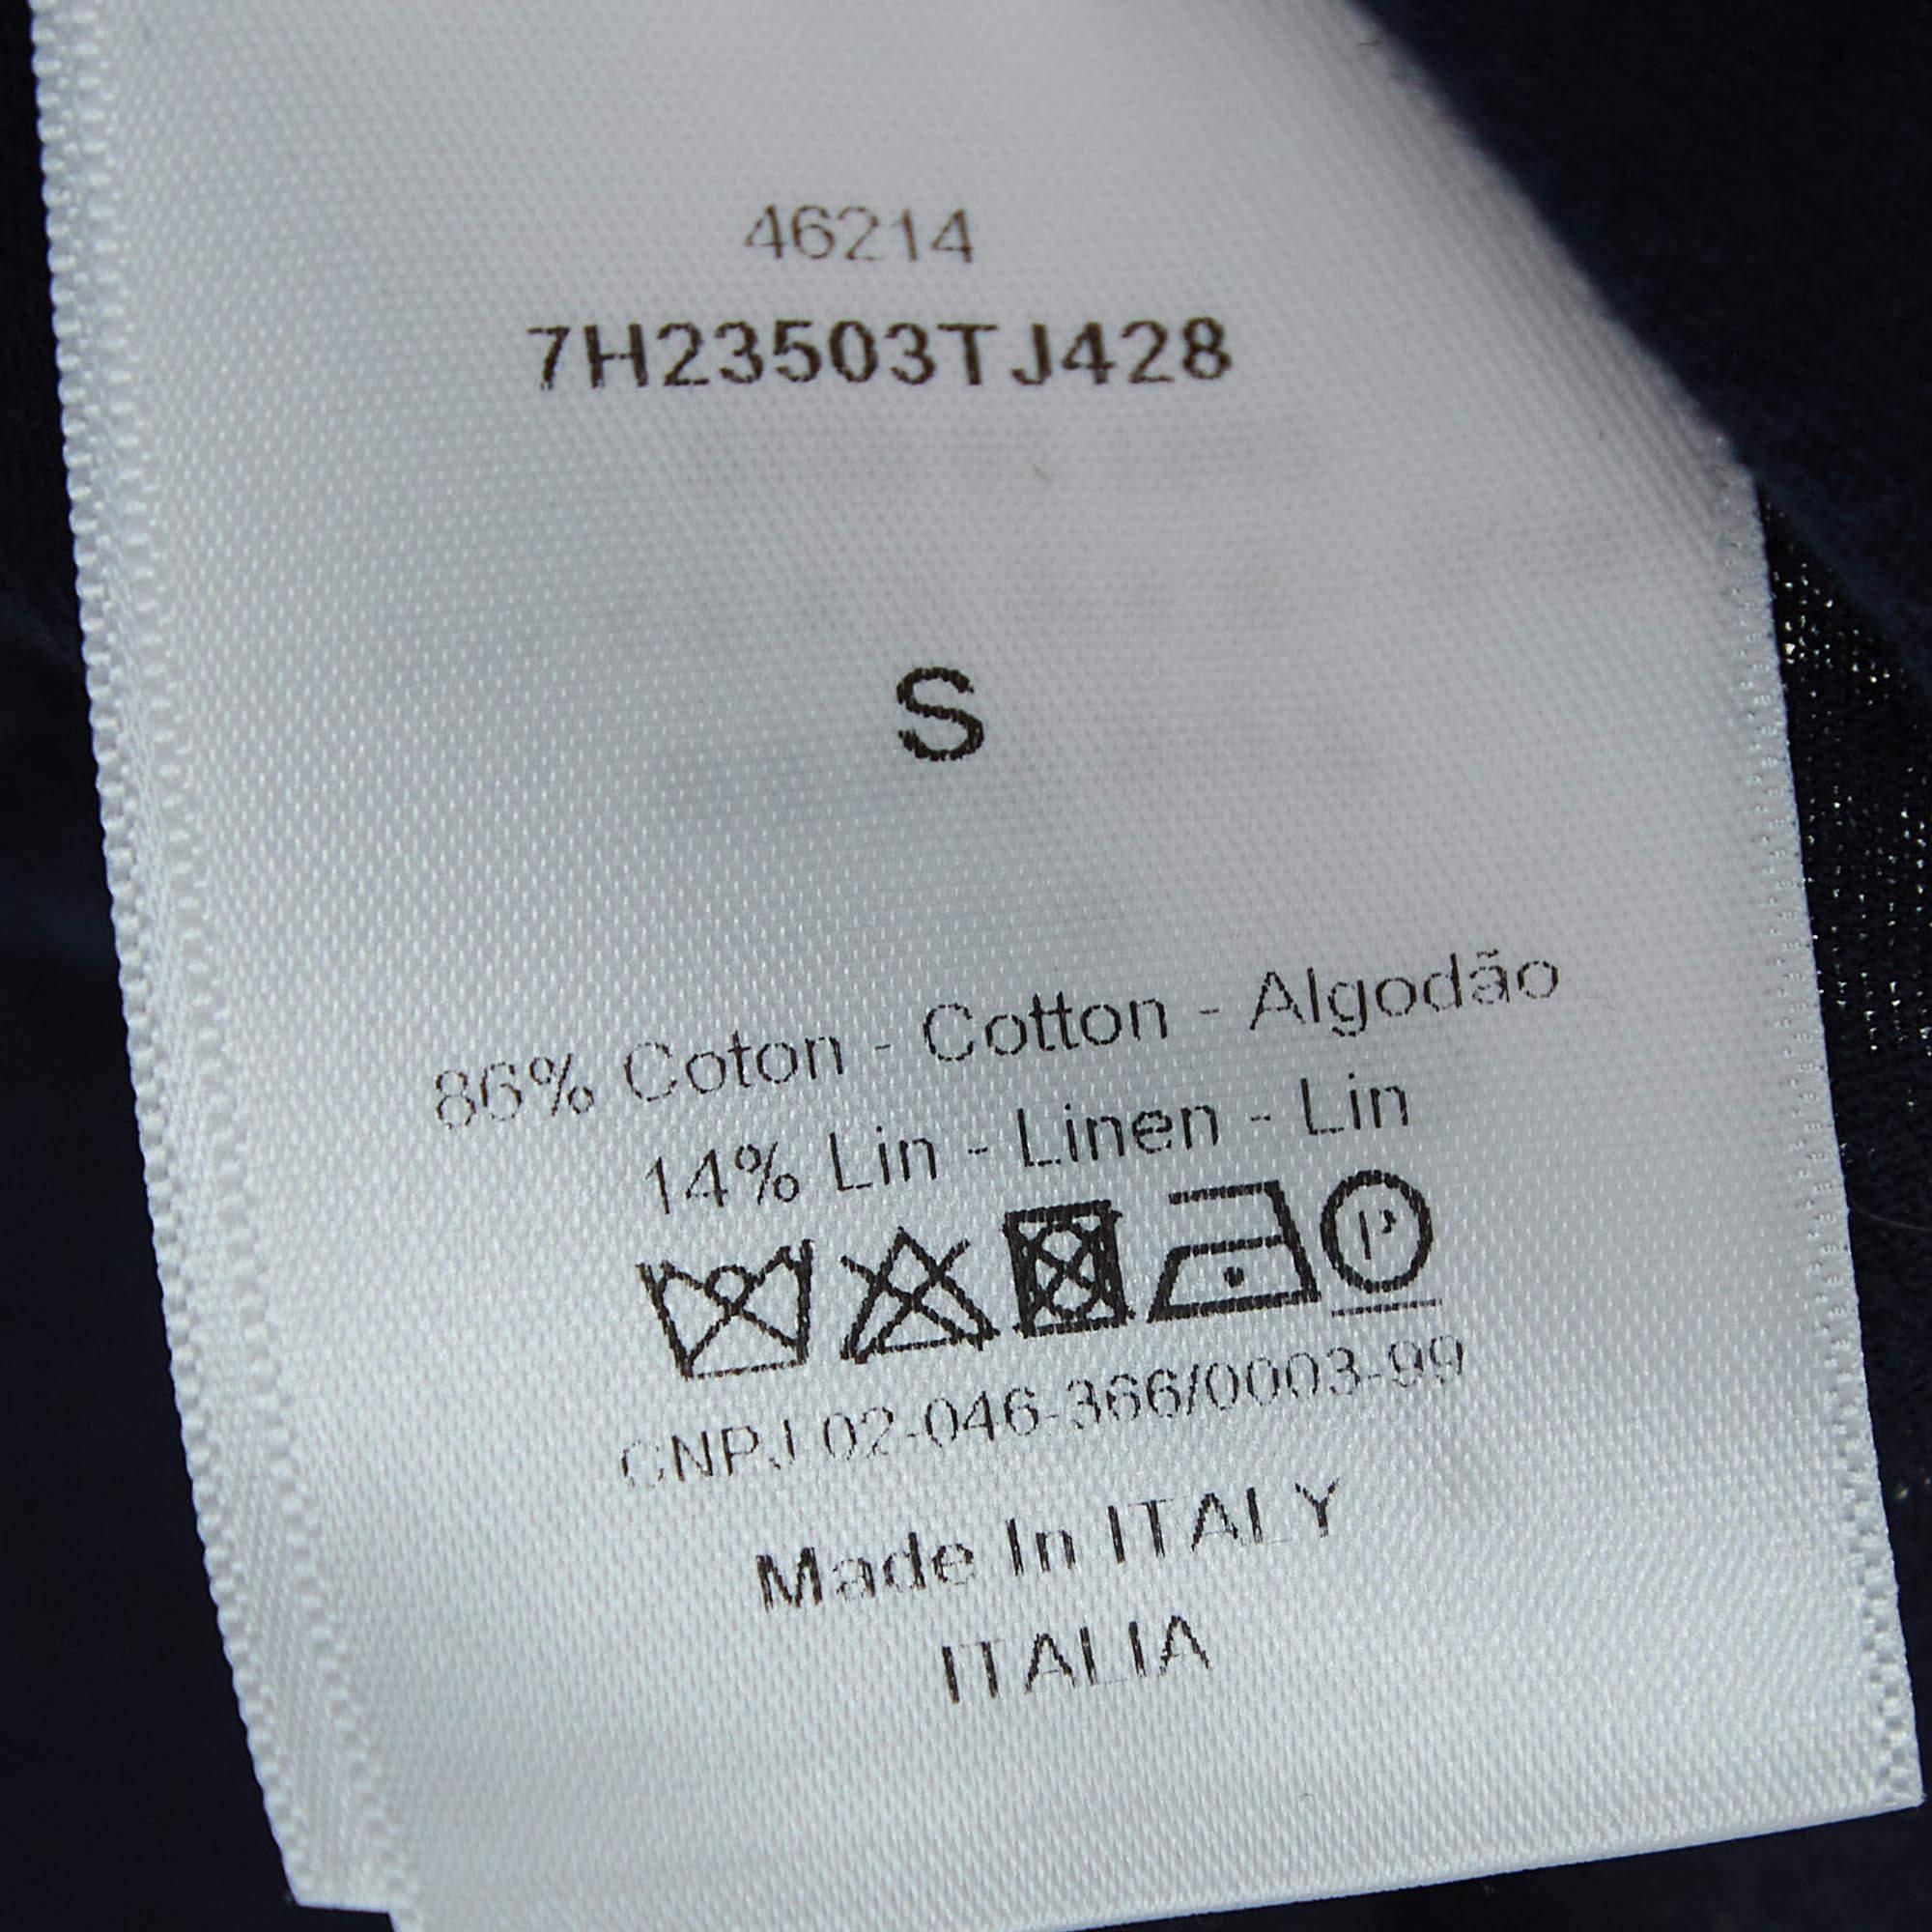 46214
7H23503TJ428
S
86% Coton - Cotton - Algodão
14% Lin - Linen - Lin
P
CNPJ 02-046-366/0003-99
Made In ITALY
ITALIA